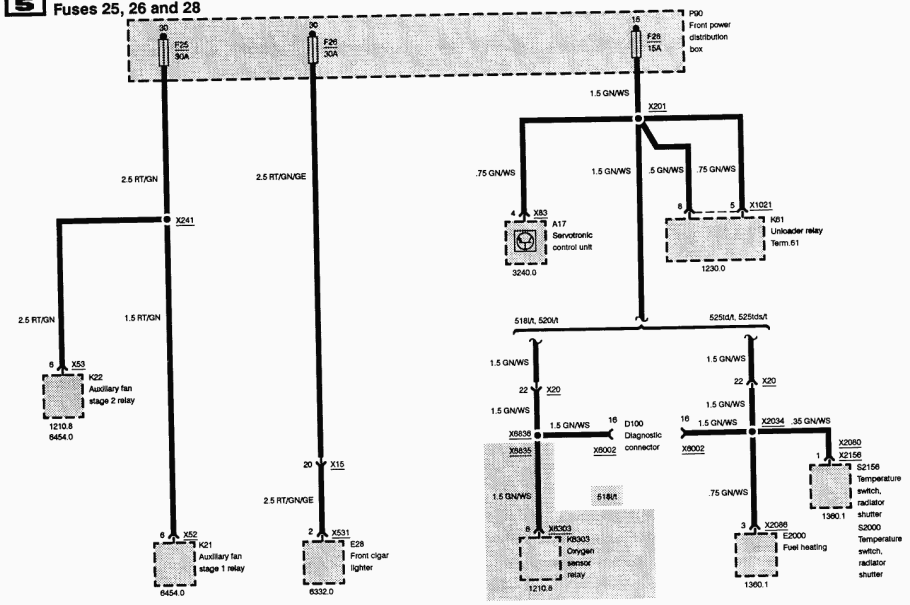 5
Fuses 25, 26 and 28
30
F25
30A
30
F26
30A
15
F28
15A
P90
Front power
distribution
box
1.5 GN/WS
X201
2.5 RT/GN
2.5 RT/GN/GE
.75 GN/WS
1.5 GN/WS
.5 GN/WS
.75 GN/WS
X241
4
X83
A17
Servotronic
control unit
3240.0
8
5
X1021
K61
Unloader relay
Term.61
1230.0
2.5 RT/GN
1.5 RT/GN
518i/t, 520i/t
525td/t, 525tds/t
6
X53
K22
Auxiliary fan
stage 2 relay
1210.8
6454.0
1.5 GN/WS
22
X20
1.5 GN/WS
1.5 GN/WS
22
X20
1.5 GN/WS
X6836
X6835
1.5 GN/WS
16
X6002
D100
Diagnostic
connector
16
X6002
1.5 GN/WS
X2034
.35 GN/WS
X2080
1
X2156
S2156
Temperature
switch,
radiator
shutter
S2000
Temperature
switch,
radiator
shutter
1360.1
20
X15
2.5 RT/GN/GE
1.5 GN/WS
518i/t
.75 GN/WS
6
X52
K21
Auxiliary fan
stage 1 relay
6454.0
2
X531
E28
Front cigar
lighter
6332.0
8
X6303
K6303
Oxygen
sensor
relay
1210.8
3
X2086
E2000
Fuel heating
1360.1